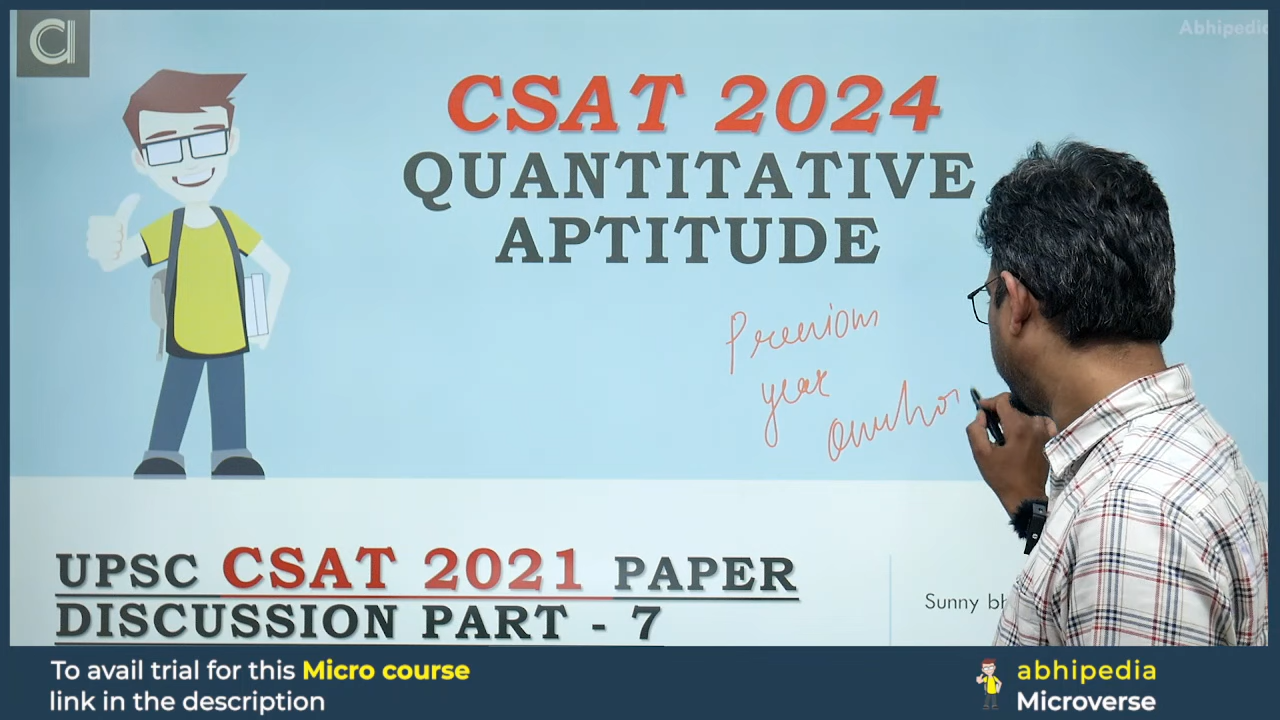 Abhipedia
CSAT 2024
QUANTITATIVE
APTITUDE
Previous
year
UPSC CSAT 2021 PAPER
DISCUSSION PART - 7
Sunny
To avail trial for this Micro course
link in the description
abhipedia
Microverse